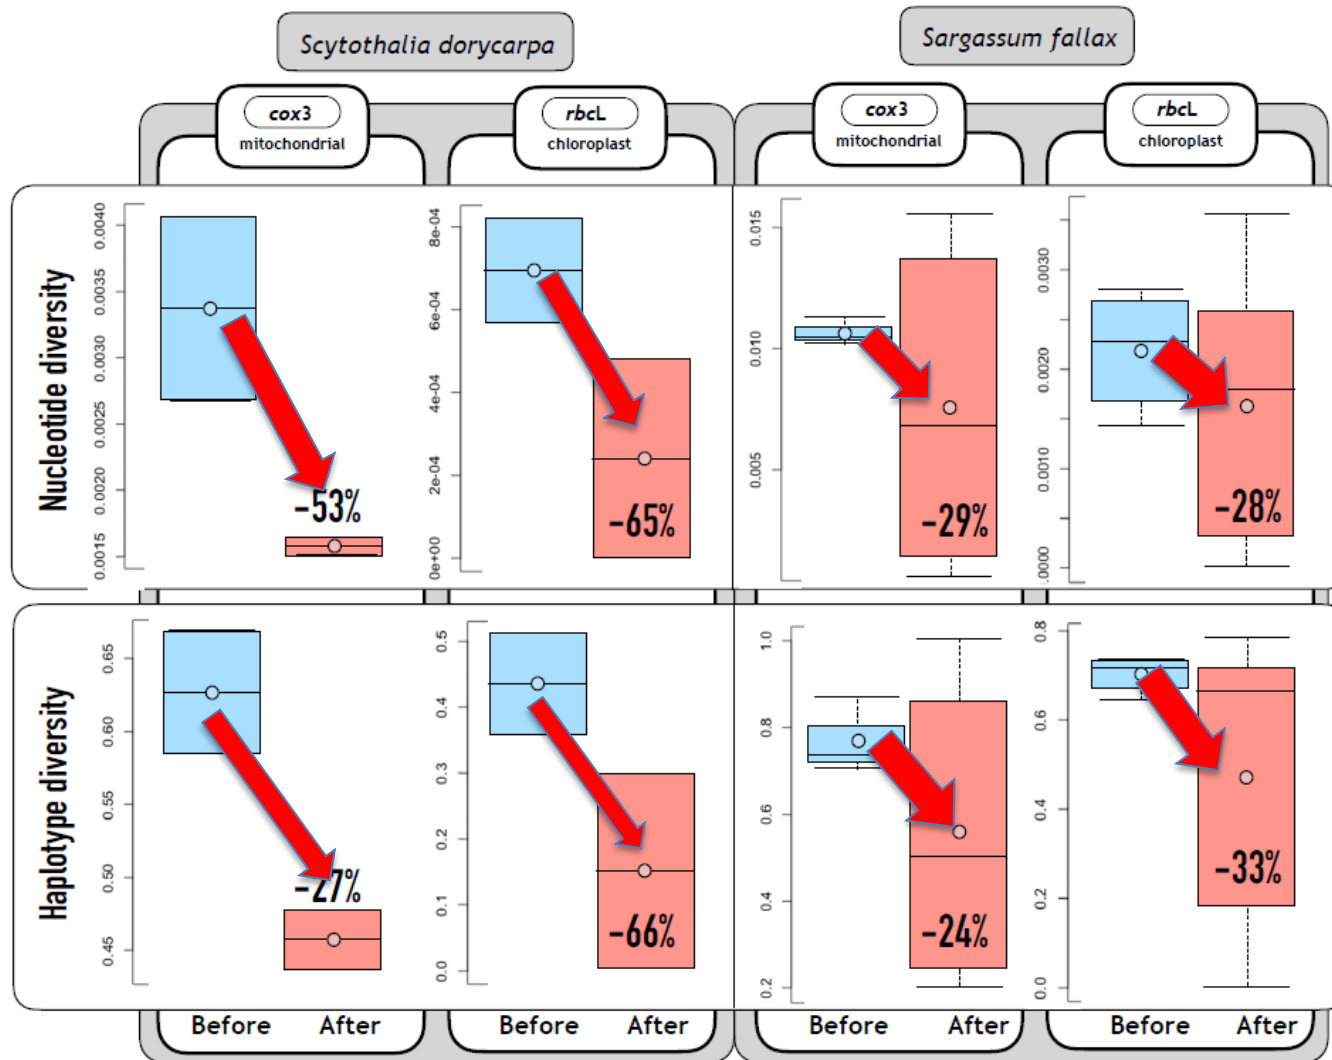 Scytothalia dorycarpa
Sargassum fallax
cox3
mitochondrial
rbcL
chloroplast
cox3
mitochondrial
rbcL
chloroplast
Nucleotide diversity
0.0040
0.0035
0.0030
0.0025
0.0020
0.0015
−53%
8e-04
6e-04
4e-04
2e-04
0e+00
−65%
0.015
0.010
0.005
−29%
0.0030
0.0020
0.0010
0.0000
−28%
Haplotype diversity
0.65
0.60
0.55
0.50
0.45
−27%
0.5
0.4
0.3
0.2
0.1
0.0
−66%
1.0
0.8
0.6
0.4
0.2
−24%
0.8
0.6
0.4
0.2
0.0
−33%
Before After
Before After
Before After
Before After